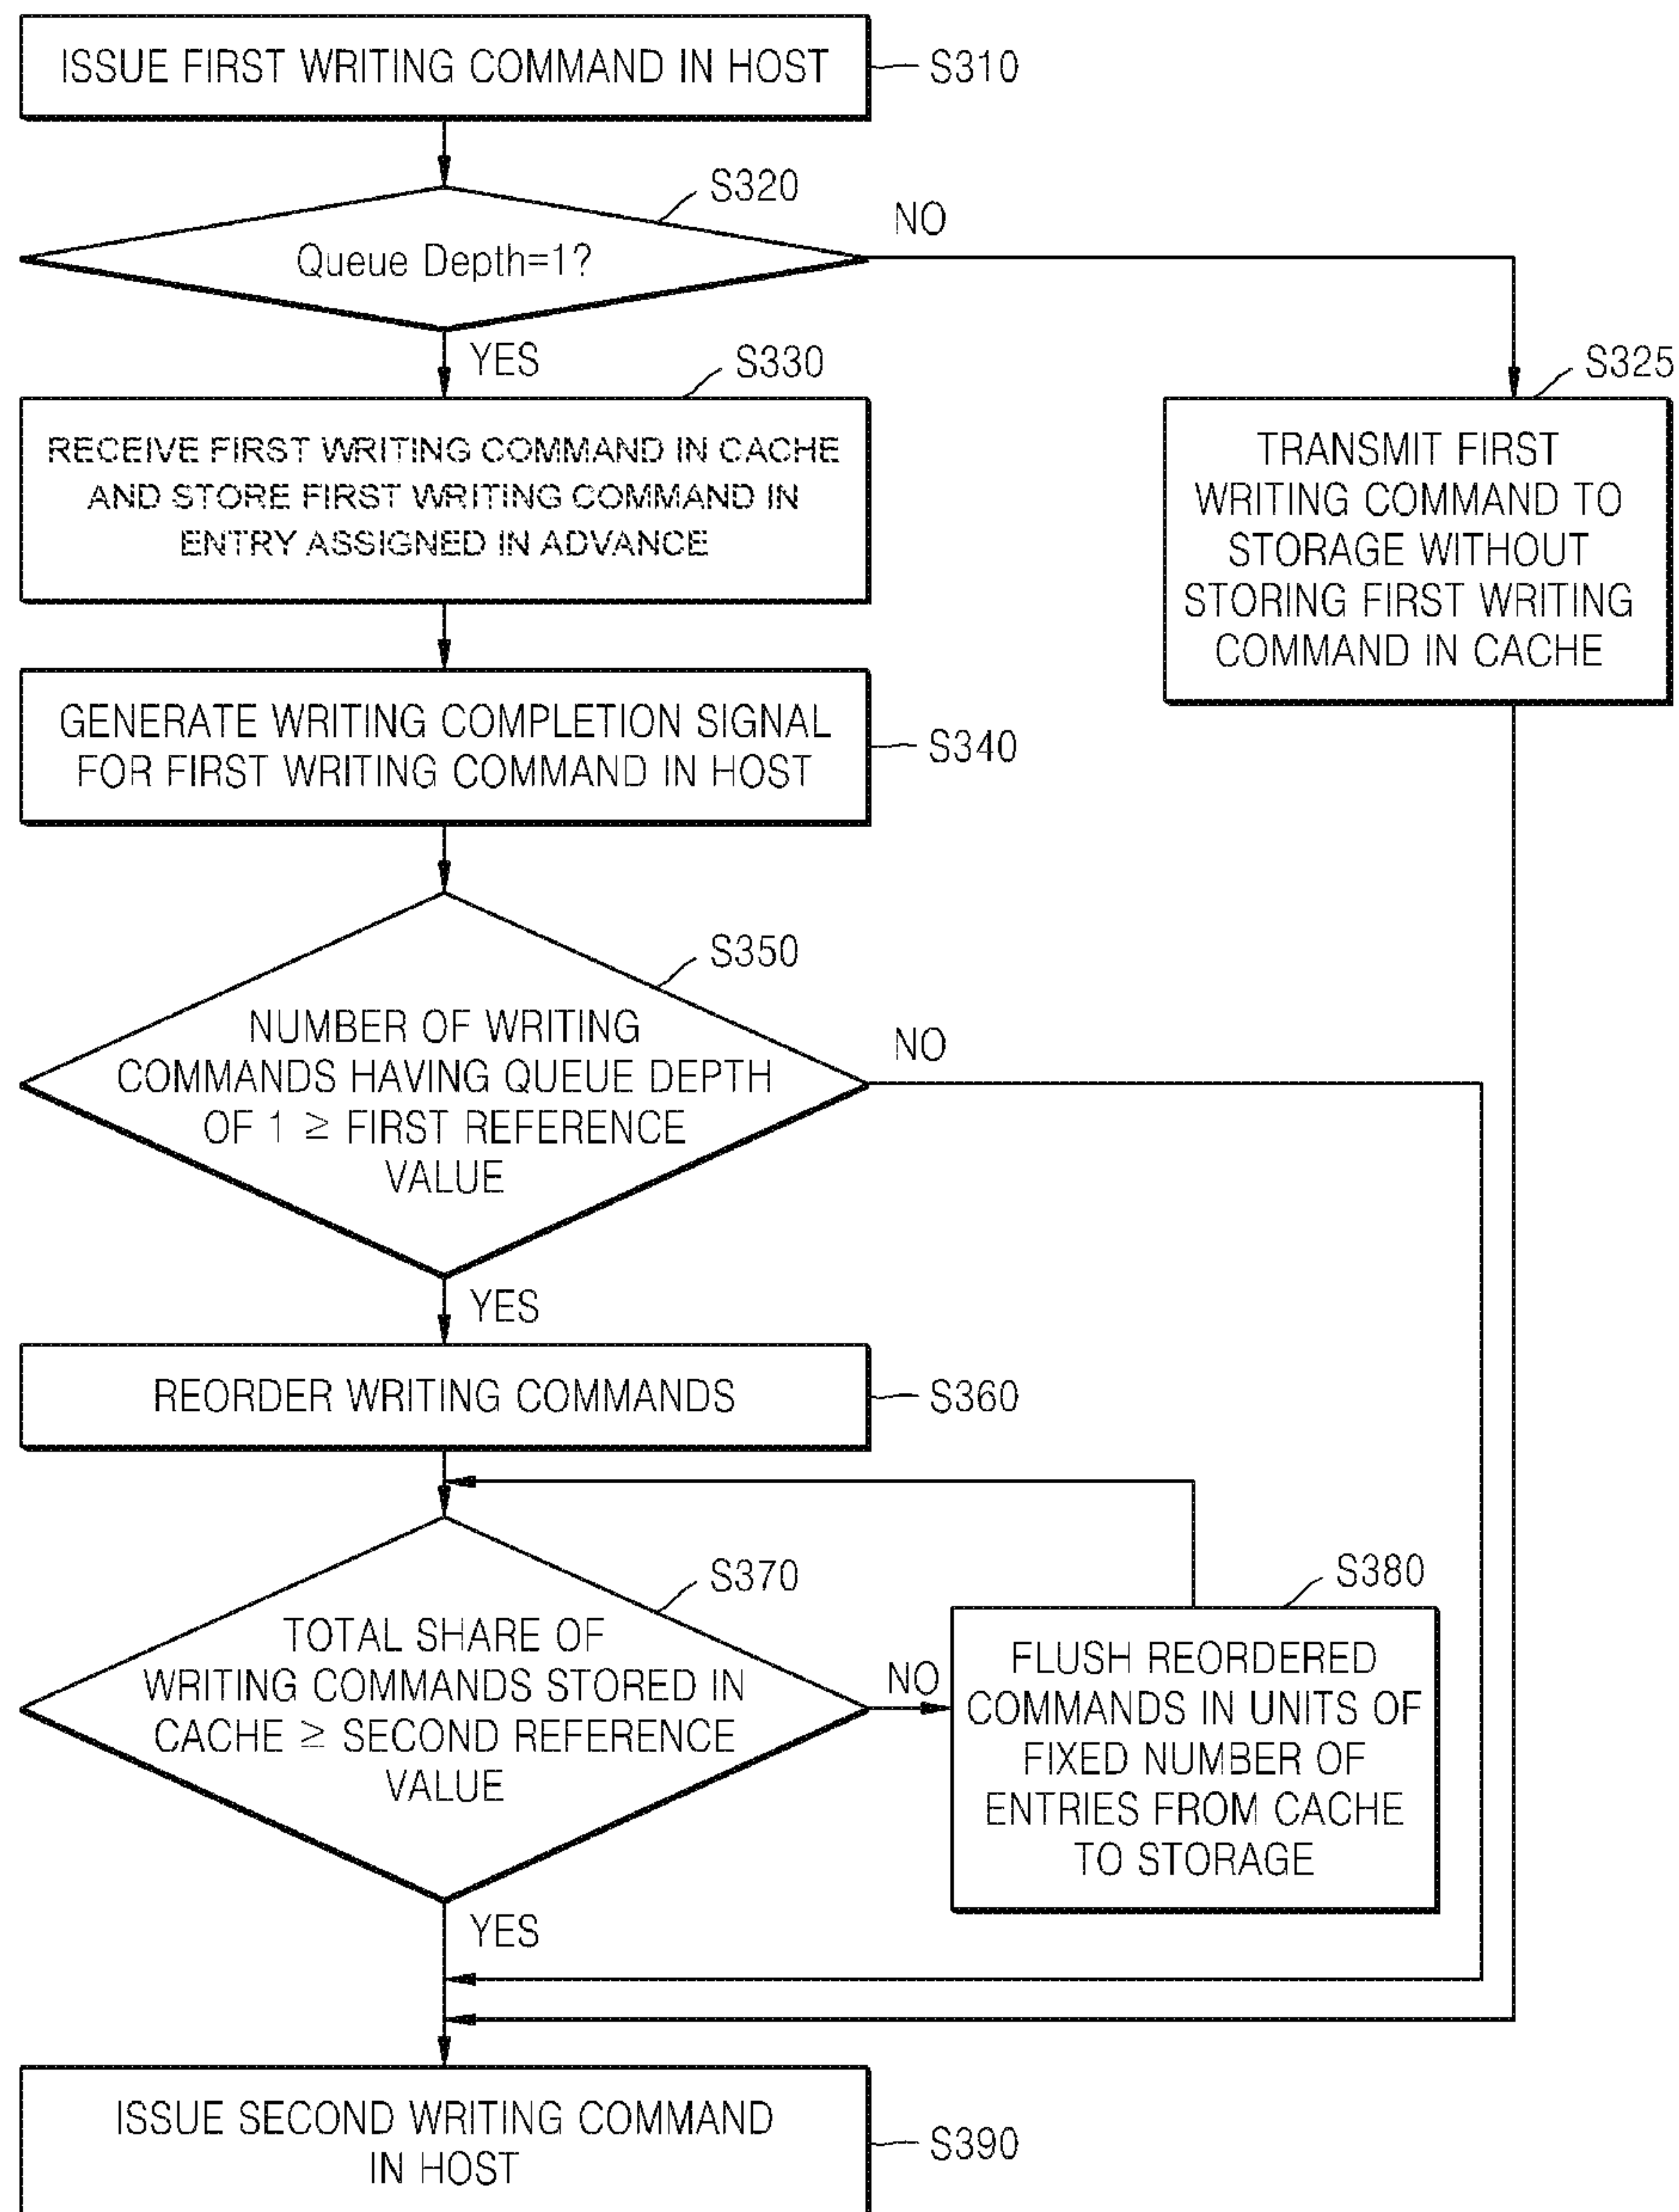 ISSUE FIRST WRITING COMMAND IN HOST
S310
S320
Queue Depth=1?
NO
YES
S330
S325
RECEIVE FIRST WRITING COMMAND IN CACHE
AND STORE FIRST WRITING COMMAND IN
ENTRY ASSIGNED IN ADVANCE
TRANSMIT FIRST
WRITING COMMAND TO
STORAGE WITHOUT
STORING FIRST WRITING
COMMAND IN CACHE
GENERATE WRITING COMPLETION SIGNAL
FOR FIRST WRITING COMMAND IN HOST
S340
S350
NUMBER OF WRITING
COMMANDS HAVING QUEUE DEPTH
OF 1 ≥ FIRST REFERENCE
VALUE
NO
YES
REORDER WRITING COMMANDS
S360
S370
TOTAL SHARE OF
WRITING COMMANDS STORED IN
CACHE ≥ SECOND REFERENCE
VALUE
NO
S380
FLUSH REORDERED
COMMANDS IN UNITS OF
FIXED NUMBER OF
ENTRIES FROM CACHE
TO STORAGE
YES
ISSUE SECOND WRITING COMMAND
IN HOST
S390